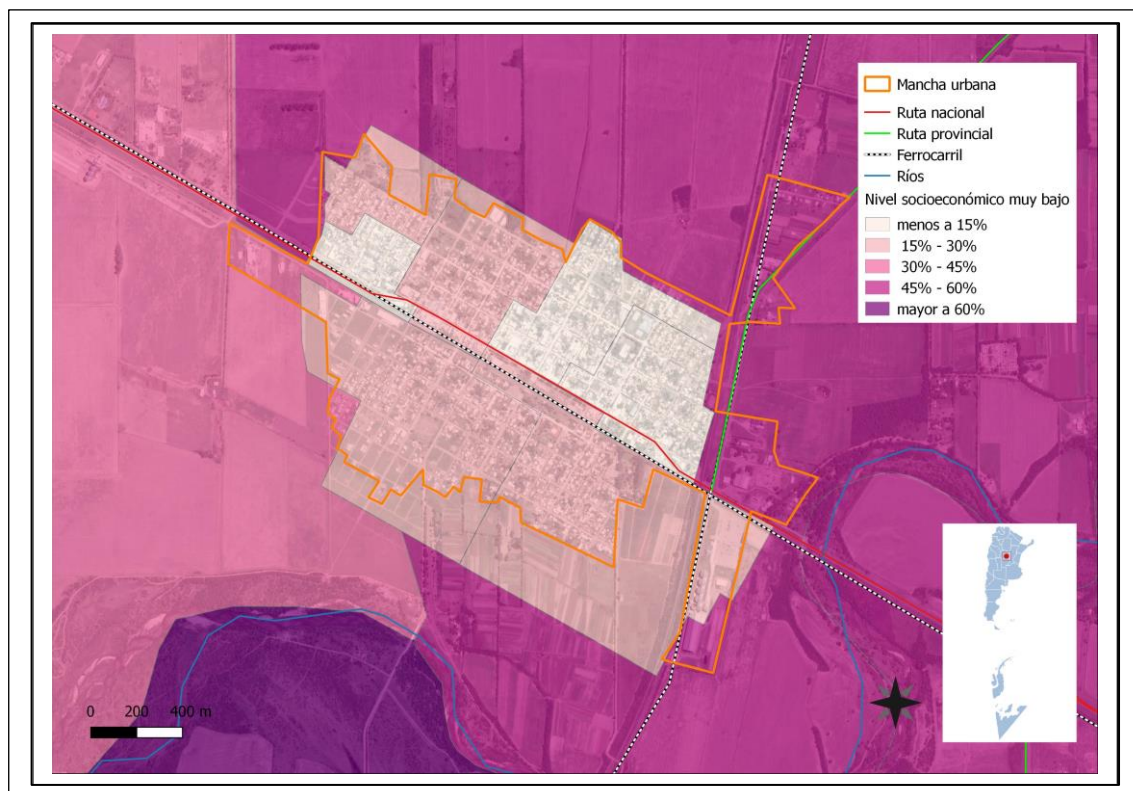 Mancha urbana
Ruta nacional
Ruta provincial
Ferrocarril
Ríos
Nivel socioeconómico muy bajo
menos a 15%
15% - 30%
30% - 45%
45% - 60%
mayor a 60%
0 200 400 m